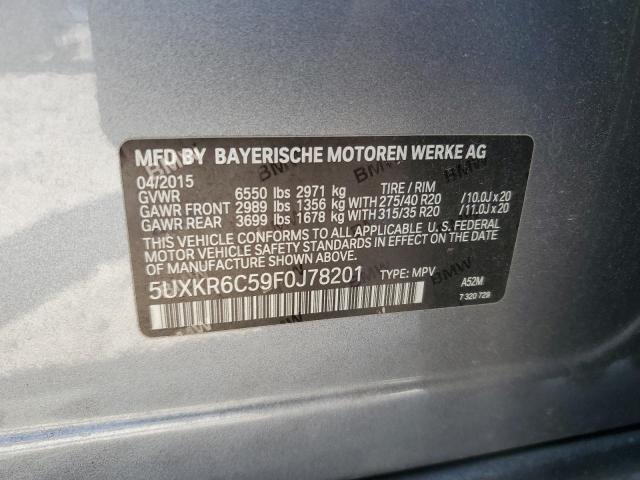 MFD BY BAYERISCHE MOTOREN WERKE AG
04/2015 TIRE / RIM
GVWR 6550 lbs 2971 kg
GAWR FRONT 2989 lbs 1356 kg WITH 275/40 R20 /10.0J x 20
GAWR REAR 3699 lbs 1678 kg WITH 315/35 R20 /11.0J x 20
THIS VEHICLE CONFORMS TO ALL APPLICABLE U. S. FEDERAL
MOTOR VEHICLE SAFETY STANDARDS IN EFFECT ON THE DATE
OF MANUFACTURE SHOWN ABOVE.
5UXKR6C59F0J78201 TYPE: MPV A52M
7 320 729